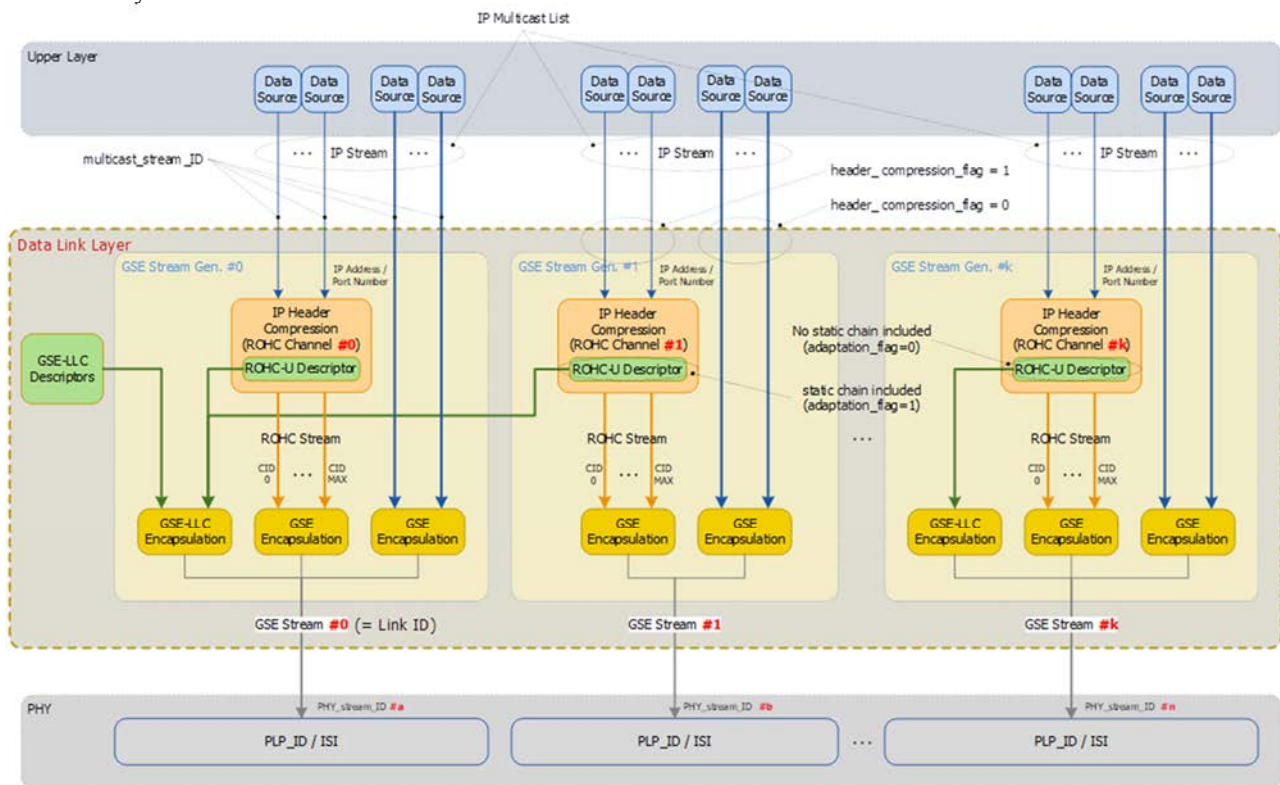 IP Multicast List
Upper Layer
Data Source
Data Source
Data Source
Data Source
Data Source
Data Source
Data Source
Data Source
Data Source
Data Source
Data Source
Data Source
... IP Stream ...
... IP Stream ...
... IP Stream ...
multicast_stream_ID
header_compression_flag = 1
header_compression_flag = 0
Data Link Layer
GSE Stream Gen. #0
GSE Stream Gen. #1
GSE Stream Gen. #k
IP Address /
Port Number
IP Address /
Port Number
IP Address /
Port Number
IP Header
Compression
(ROHC Channel #0)
ROHC-U Descriptor
IP Header
Compression
(ROHC Channel #1)
ROHC-U Descriptor
IP Header
Compression
(ROHC Channel #k)
ROHC-U Descriptor
GSE-LLC
Descriptors
No static chain included
(adaptation_flag=0)
static chain included
(adaptation_flag=1)
ROHC Stream
CID
0
...
CID
MAX
ROHC Stream
CID
0
...
CID
MAX
...
ROHC Stream
CID
0
...
CID
MAX
GSE-LLC
Encapsulation
GSE
Encapsulation
GSE
Encapsulation
GSE
Encapsulation
GSE
Encapsulation
GSE-LLC
Encapsulation
GSE
Encapsulation
GSE
Encapsulation
GSE Stream #0 (= Link ID)
GSE Stream #1
GSE Stream #k
PHY
PHY_stream_ID #a
PHY_stream_ID #b
PHY_stream_ID #n
PLP_ID / ISI
PLP_ID / ISI
...
PLP_ID / ISI